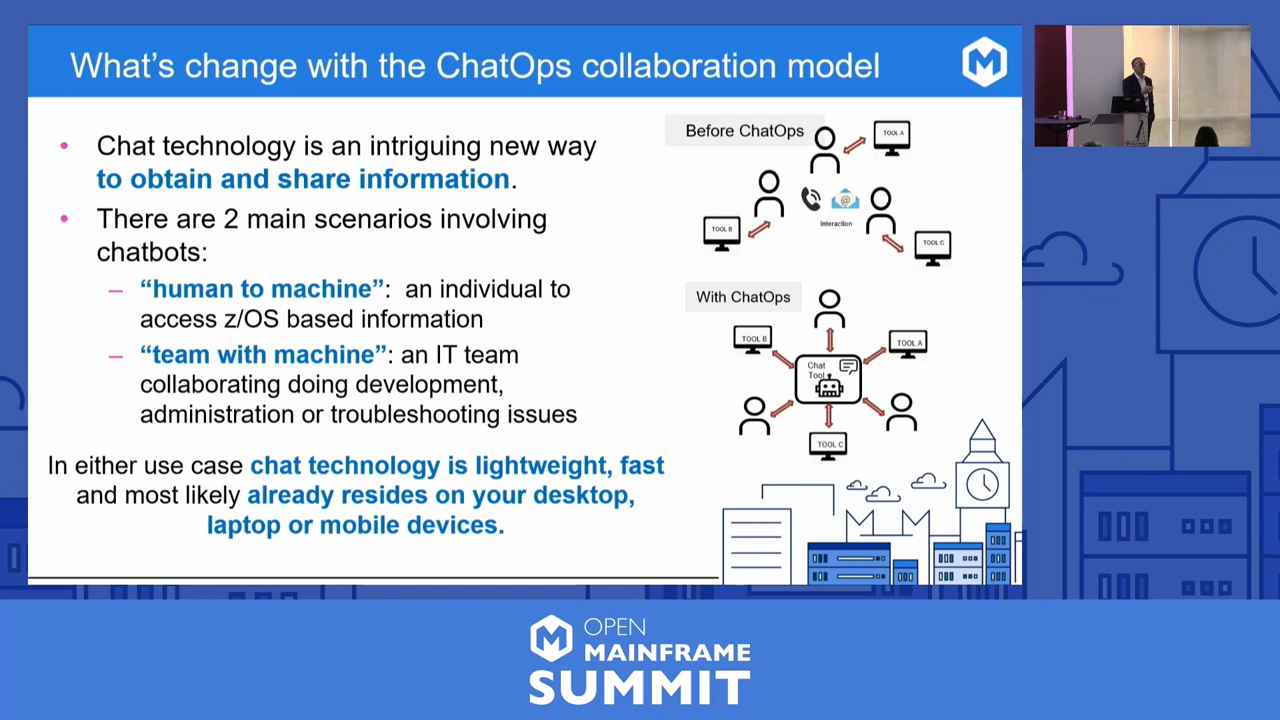 What's change with the ChatOps collaboration model
• Chat technology is an intriguing new way
to obtain and share information.
• There are 2 main scenarios involving
chatbots:
– “human to machine”: an individual to
access z/OS based information
– “team with machine”: an IT team
collaborating doing development,
administration or troubleshooting issues
In either use case chat technology is lightweight, fast
and most likely already resides on your desktop,
laptop or mobile devices.
Before ChatOps
TOOL A
@
Interaction
TOOL B
TOOL C
With ChatOps
TOOL B
TOOL A
Chat
Tool
TOOL C
OPEN
MAINFRAME
SUMMIT